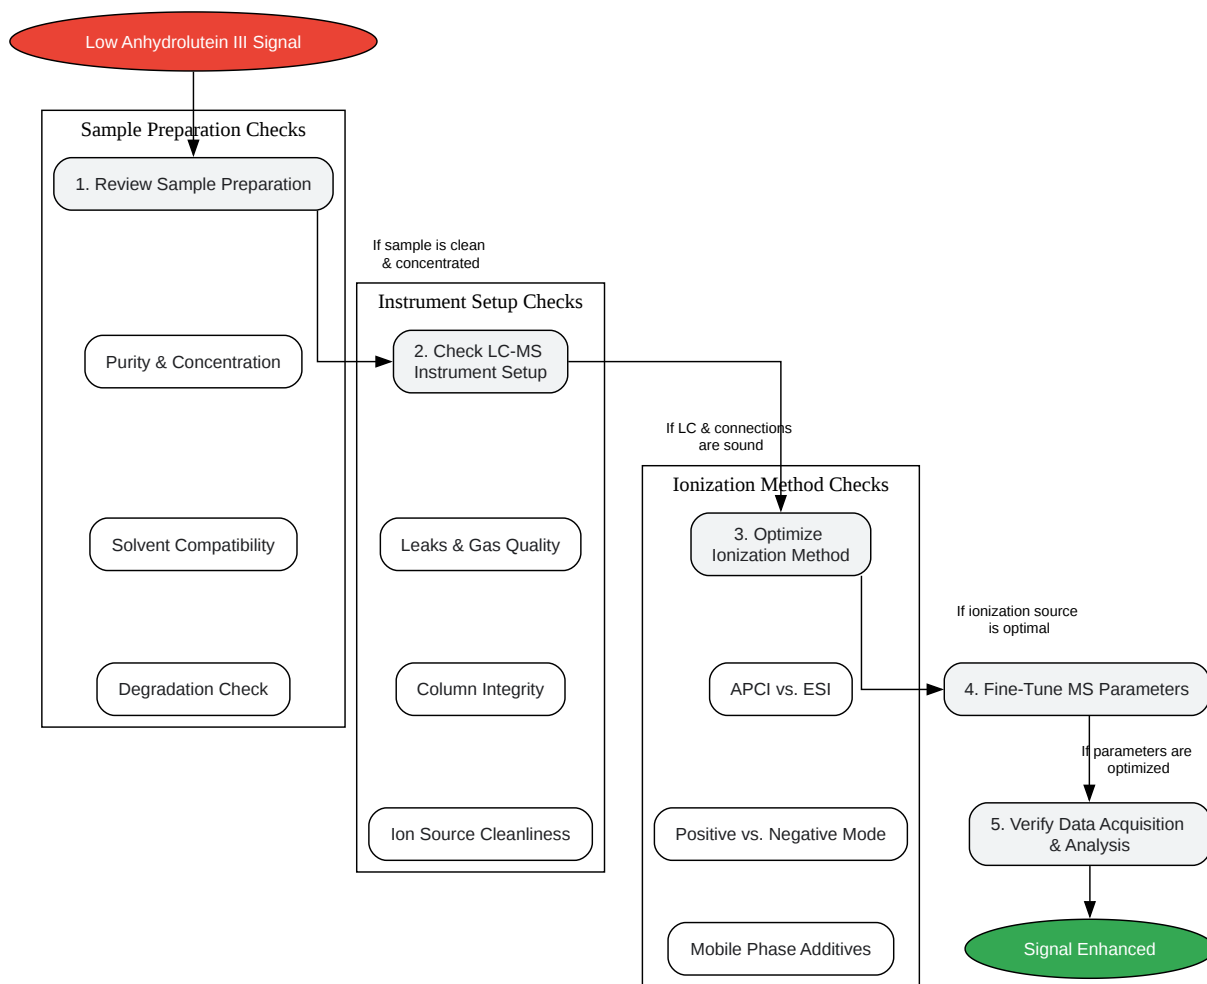 Low Anhydrolutein III Signal
Sample Preparation Checks
1. Review Sample Preparation
Purity & Concentration
Solvent Compatibility
Degradation Check
If sample is clean
& concentrated
Instrument Setup Checks
2. Check LC-MS
Instrument Setup
Leaks & Gas Quality
Column Integrity
Ion Source Cleanliness
If LC & connections
are sound
Ionization Method Checks
3. Optimize
Ionization Method
APCI vs. ESI
Positive vs. Negative Mode
Mobile Phase Additives
If ionization source
is optimal
4. Fine-Tune MS Parameters
If parameters are
optimized
5. Verify Data Acquisition
& Analysis
Signal Enhanced